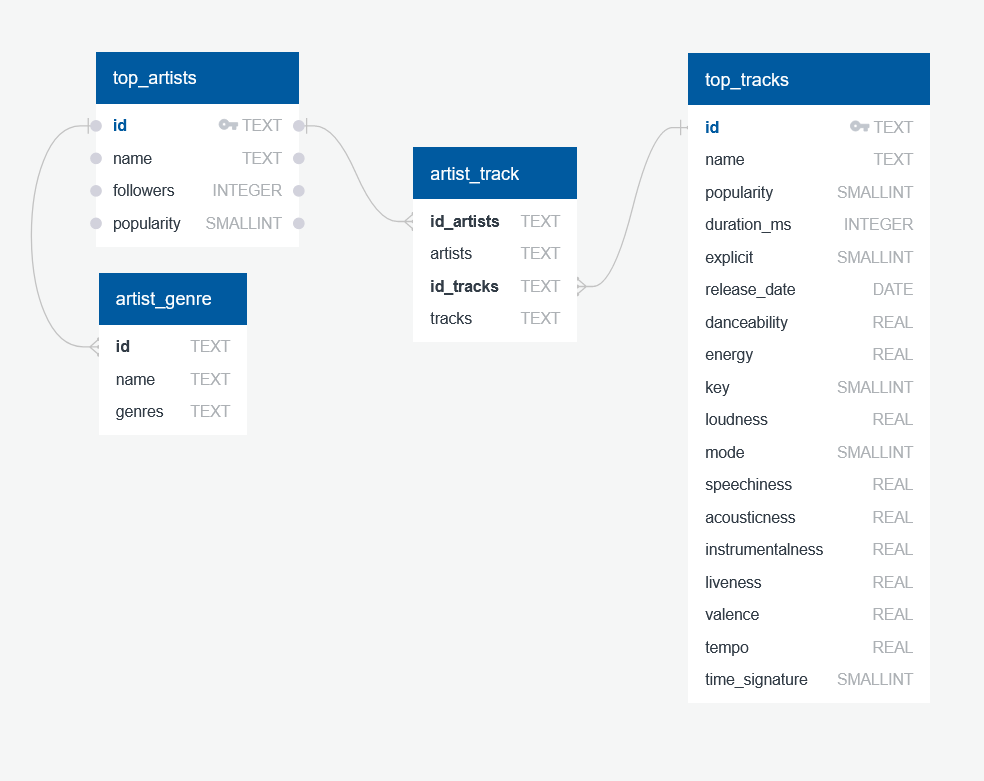 top_artists
id TEXT
name TEXT
followers INTEGER
popularity SMALLINT
artist_genre
id TEXT
name TEXT
genres TEXT
artist_track
id_artists TEXT
artists TEXT
id_tracks TEXT
tracks TEXT
top_tracks
id TEXT
name TEXT
popularity SMALLINT
duration_ms INTEGER
explicit SMALLINT
release_date DATE
danceability REAL
energy REAL
key SMALLINT
loudness REAL
mode SMALLINT
speechiness REAL
acousticness REAL
instrumentalness REAL
liveness REAL
valence REAL
tempo REAL
time_signature SMALLINT